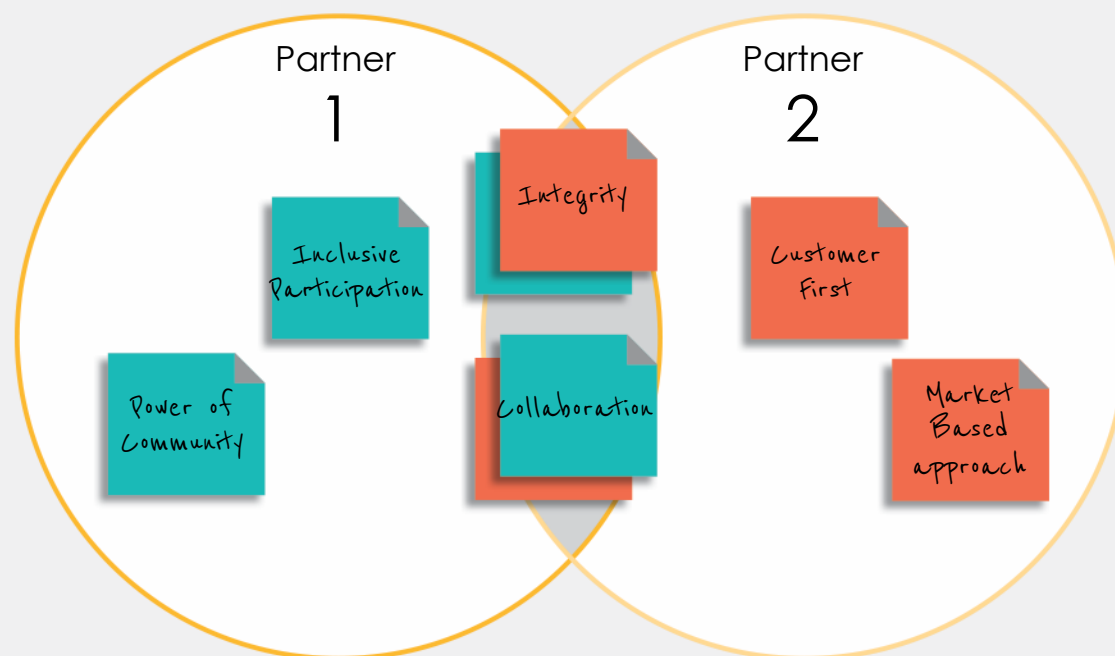 Partner
1
Partner
2
Integrity
Inclusive
Participation
Customer
First
Power of
Community
Collaboration
Market
Based
approach